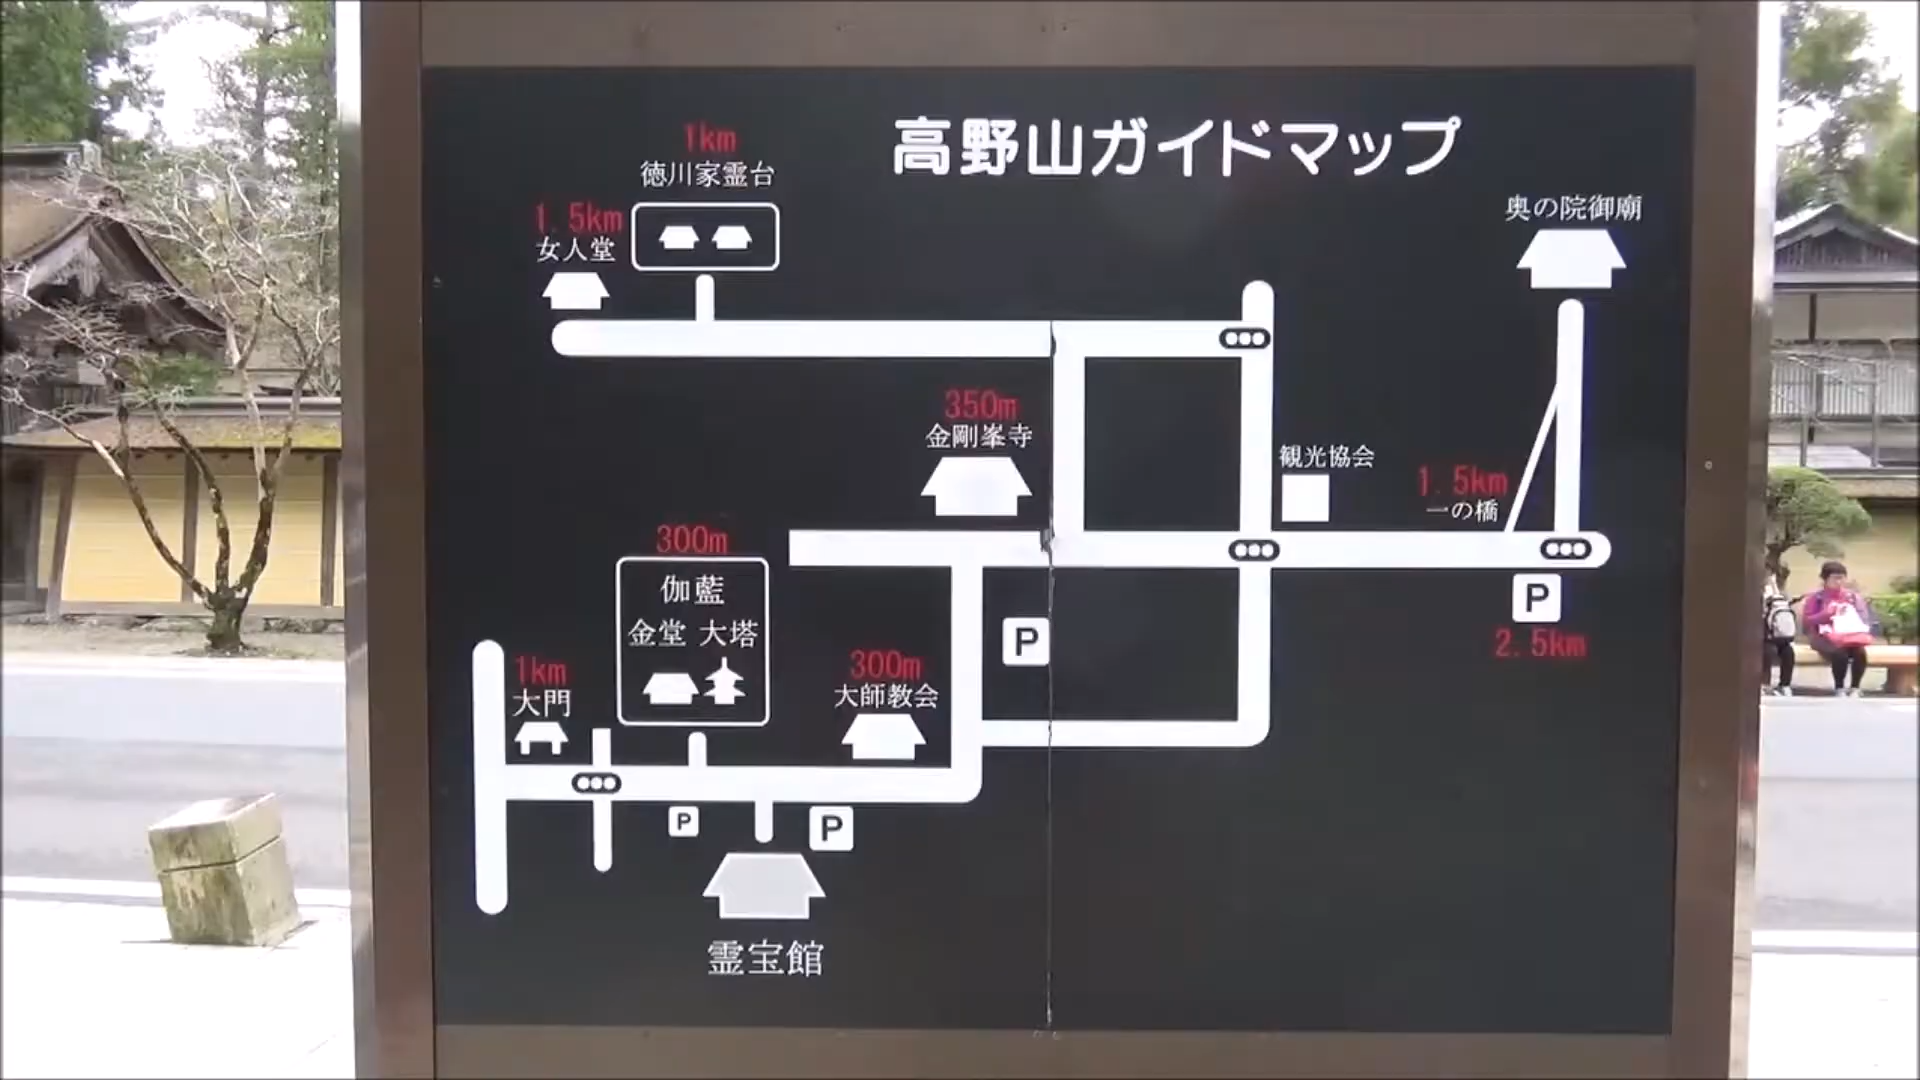 高野山ガイドマップ
1km
徳川家霊台
1.5km
女人堂
奥の院御廟
350m
金剛峯寺
観光協会
1.5km
一の橋
300m
伽藍
金堂 大塔
P
2.5km
P
1km
大門
300m
大師教会
P
P
霊宝館